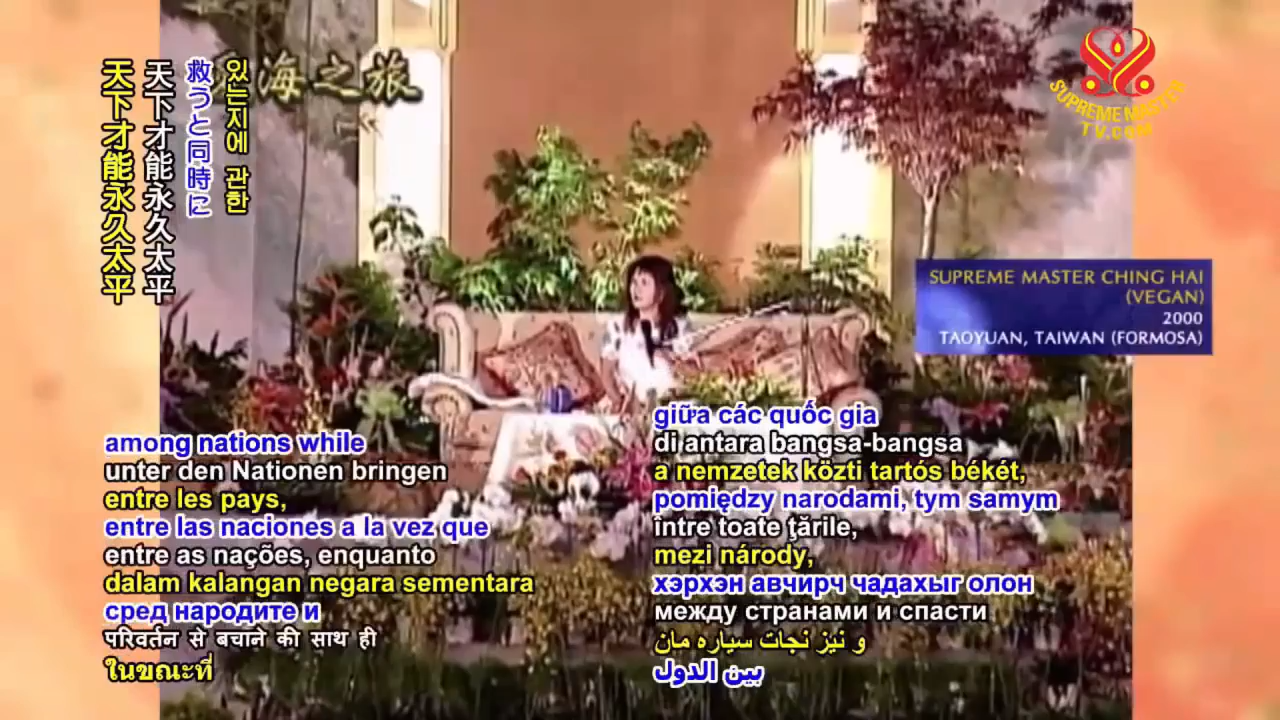 天下才能永久太平
天下才能永久太平
救うと同時に
있는지에 관한
海之旅
SUPREME MASTER
TV.COM
SUPREME MASTER CHING HAI
(VEGAN)
2000
TAOYUAN, TAIWAN (FORMOSA)
among nations while
unter den Nationen bringen
entre les pays,
entre las naciones a la vez que
entre as nações, enquanto
dalam kalangan negara sementara
сред народите и
परिवर्तन से बचाने की साथ ही
ในขณะที่
giữa các quốc gia
di antara bangsa-bangsa
a nemzetek közti tartós békét,
pomiędzy narodami, tym samym
între toate ţările,
mezi národy,
хэрхэн авчирч чадахыг олон
между странами и спасти
و نیز نجات سیاره مان
بين الدول